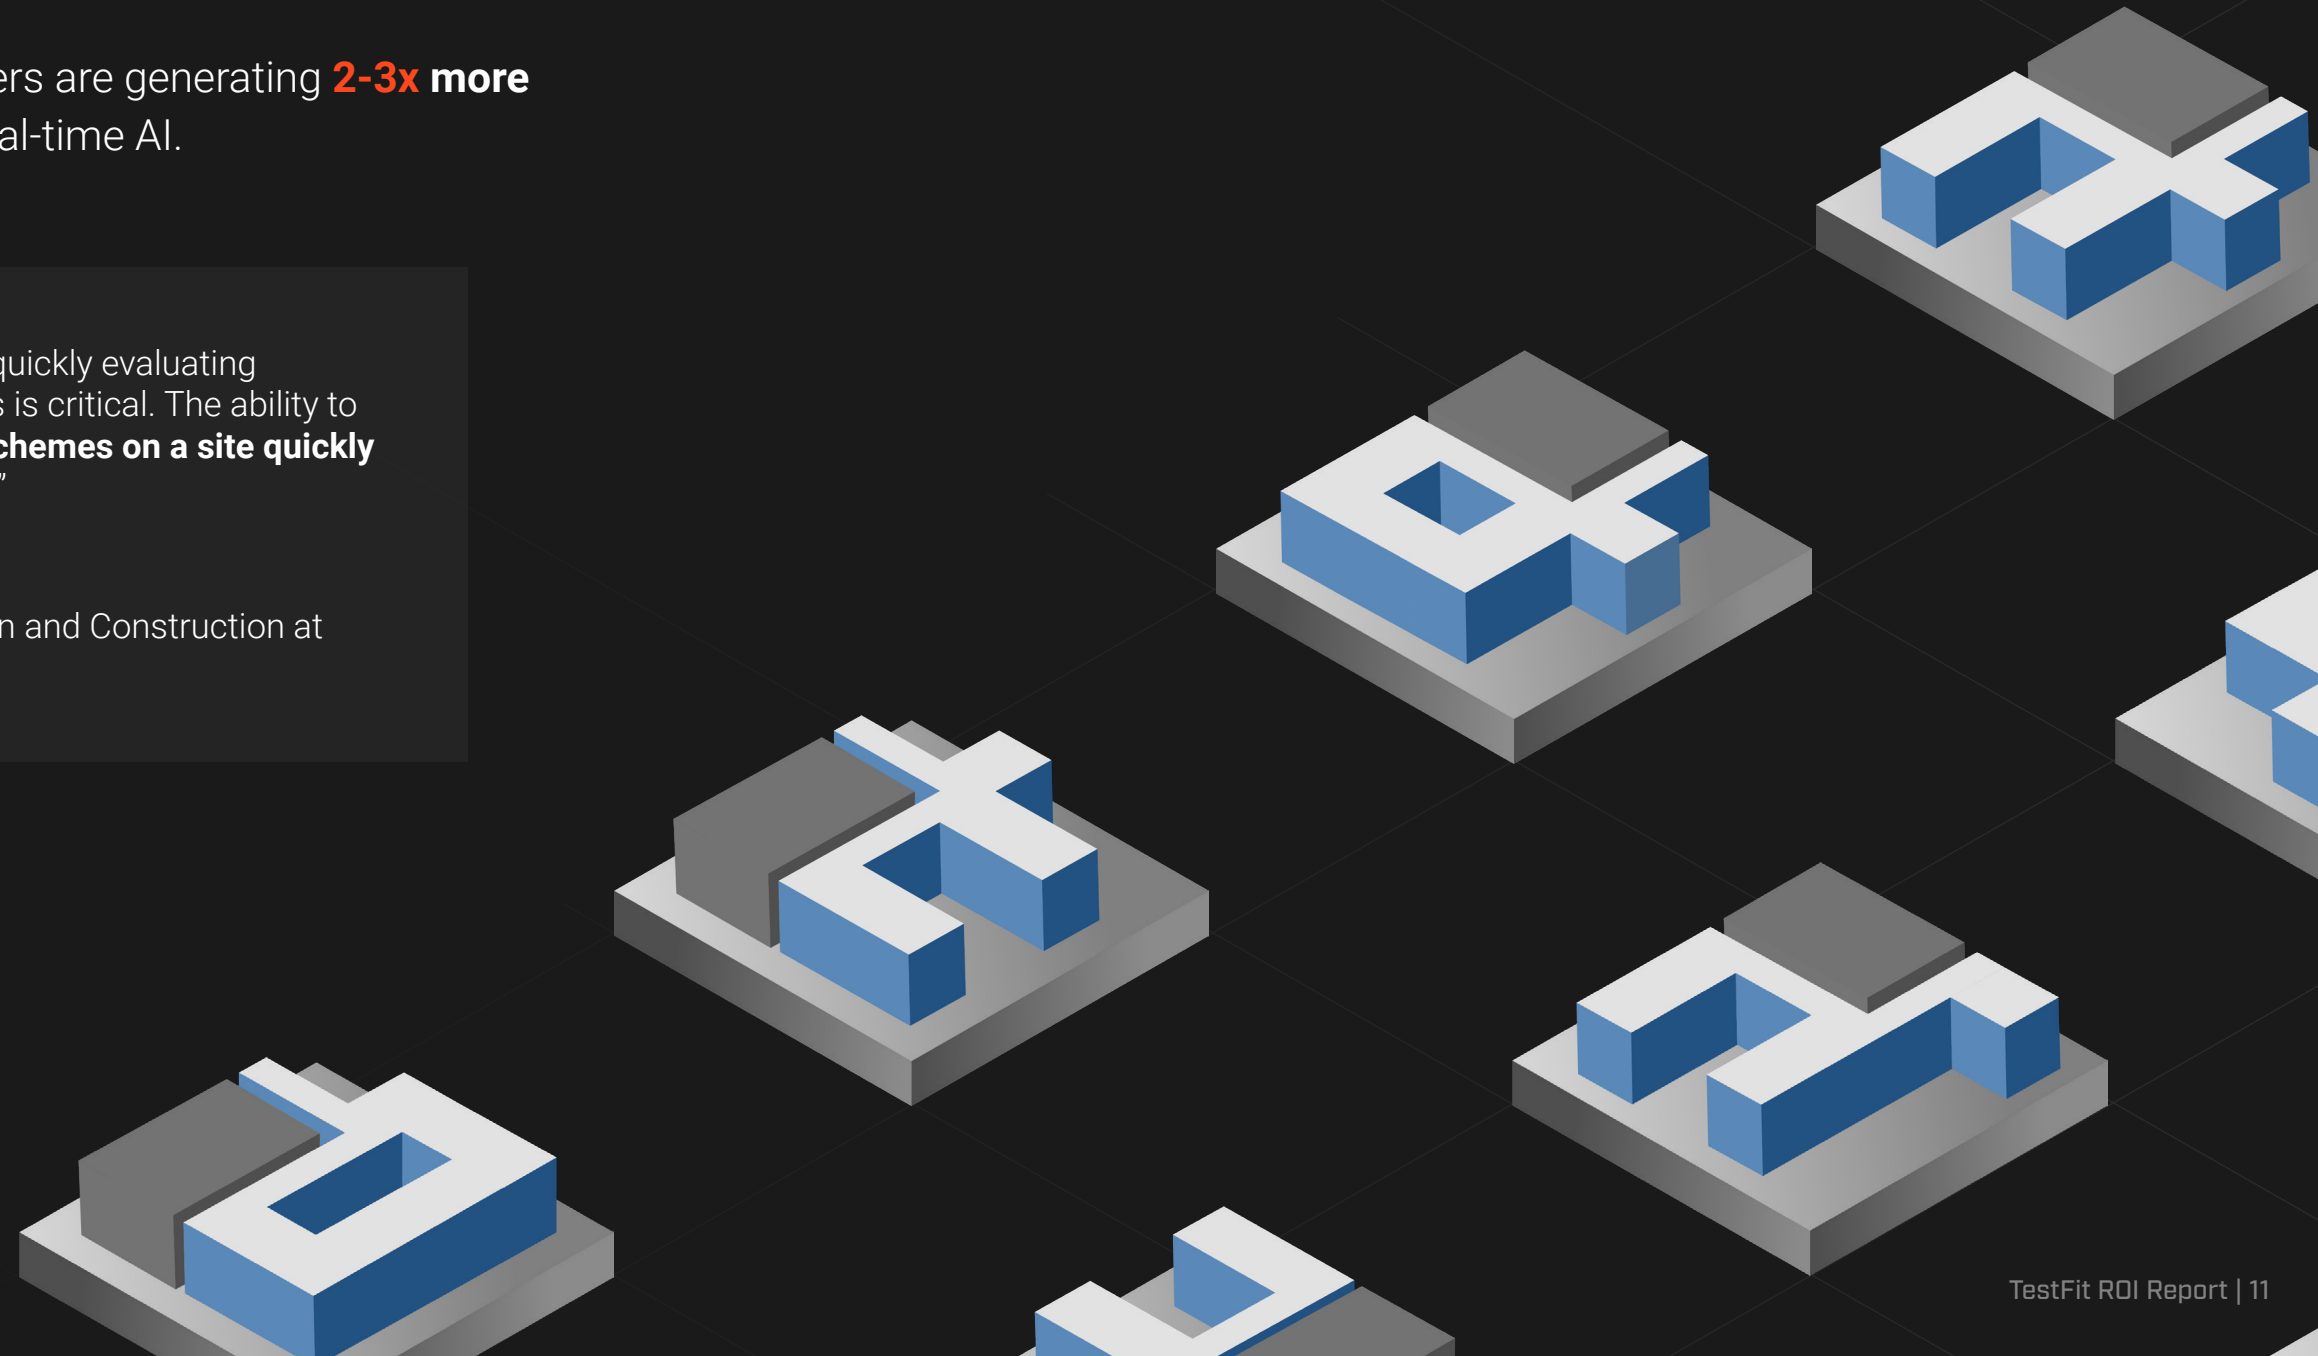 ers are generating 2-3x more
al-time AI.
quickly evaluating
s is critical. The ability to
chemes on a site quickly
”
n and Construction at
TestFit ROI Report | 11